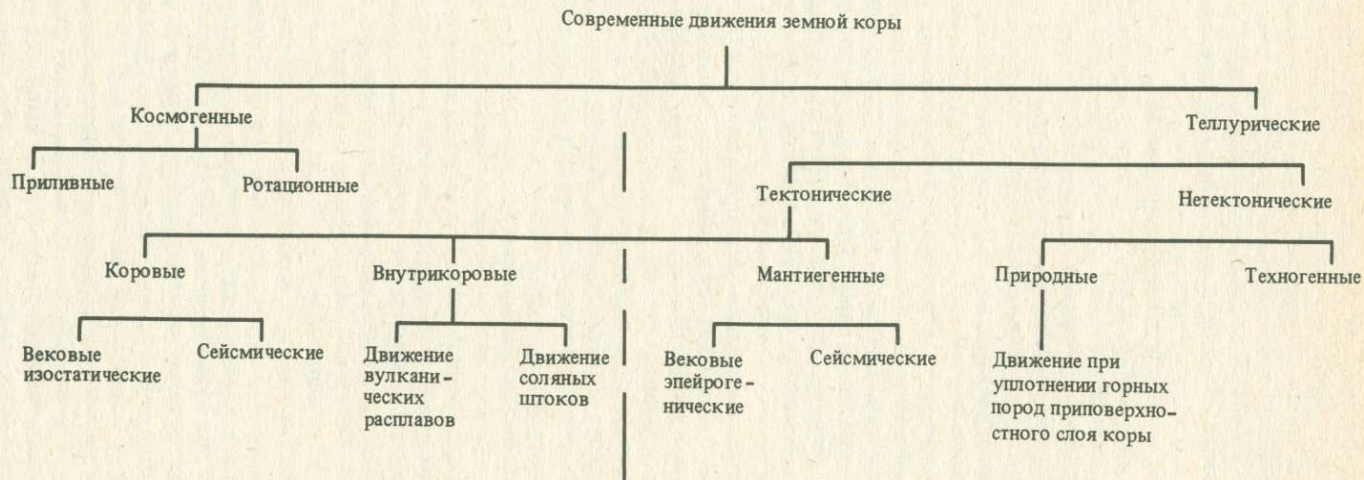 Современные движения земной коры
Космогенные
Теллурические
Приливные
Ротационные
Тектонические
Нетектонические
Коровые
Внутрикоровые
Мантиегенные
Природные
Техногенные
Вековые
изостатические
Сейсмические
Движение
вулкани-
ческих
расплавов
Движение
соляных
штоков
Вековые
эпейроге-
нические
Сейсмические
Движение при
уплотнении горных
пород приповерхно-
стного слоя коры